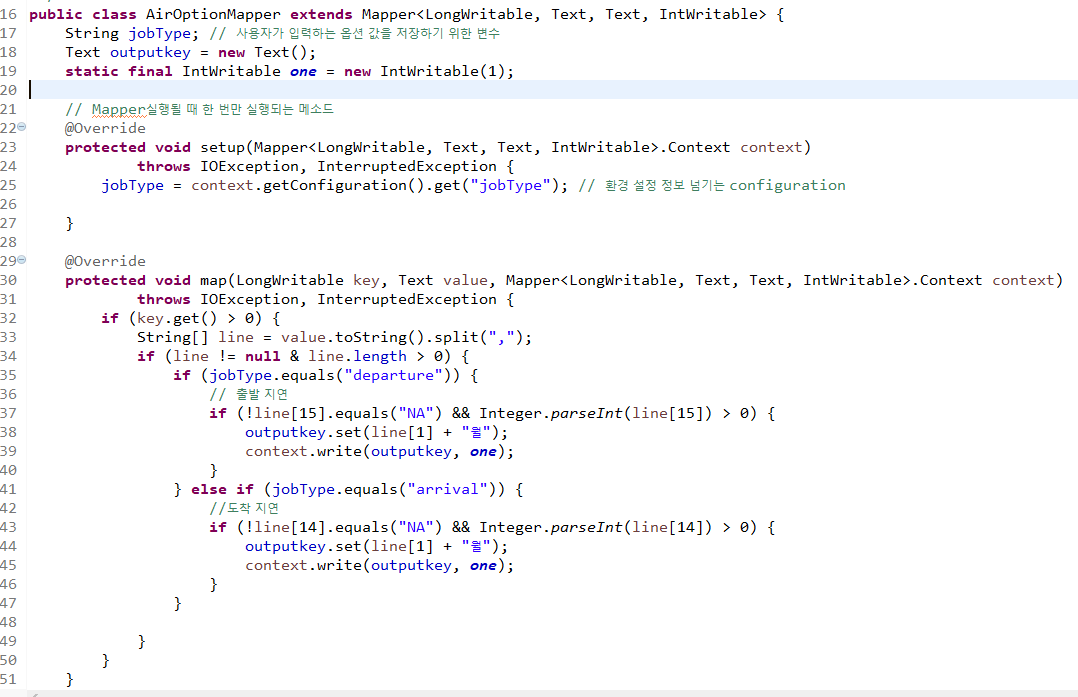 16 public class AirOptionMapper extends Mapper<LongWritable, Text, Text, IntWritable> {
17     String jobType; // 사용자가 입력하는 옵션 값을 저장하기 위한 변수
18     Text outputkey = new Text();
19     static final IntWritable one = new IntWritable(1);
20
21     // Mapper실행될 때 한 번만 실행되는 메소드
22     @Override
23     protected void setup(Mapper<LongWritable, Text, Text, IntWritable>.Context context)
24             throws IOException, InterruptedException {
25         jobType = context.getConfiguration().get("jobType"); // 환경 설정 정보 넘기는 configuration
26
27     }
28
29     @Override
30     protected void map(LongWritable key, Text value, Mapper<LongWritable, Text, Text, IntWritable>.Context context)
31             throws IOException, InterruptedException {
32         if (key.get() > 0) {
33             String[] line = value.toString().split(",");
34             if (line != null & line.length > 0) {
35                 if (jobType.equals("departure")) {
36                     // 출발 지연
37                     if (!line[15].equals("NA") && Integer.parseInt(line[15]) > 0) {
38                         outputkey.set(line[1] + "월");
39                         context.write(outputkey, one);
40                     }
41                 } else if (jobType.equals("arrival")) {
42                     //도착 지연
43                     if (!line[14].equals("NA") && Integer.parseInt(line[14]) > 0) {
44                         outputkey.set(line[1] + "월");
45                         context.write(outputkey, one);
46                     }
47                 }
48
49             }
50         }
51     }